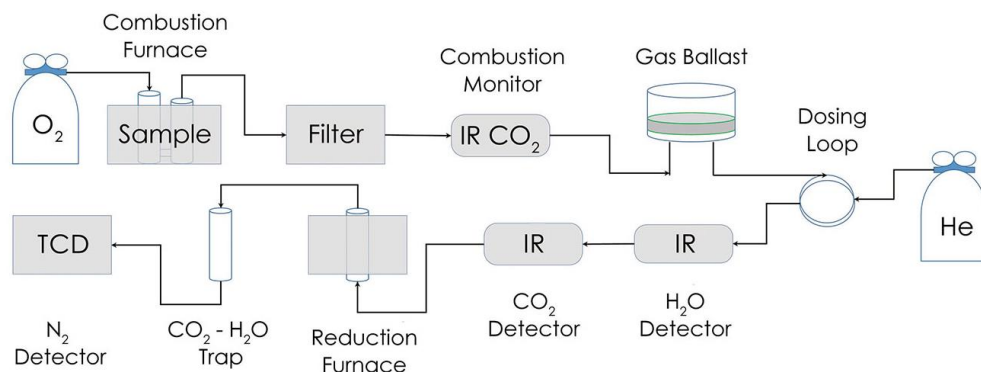 Combustion
Furnace
Combustion
Monitor
Gas Ballast
Dosing
Loop
O₂
Sample
Filter
IR CO₂
He
TCD
IR
IR
N₂
Detector
CO₂ - H₂O
Trap
Reduction
Furnace
CO₂
Detector
H₂O
Detector